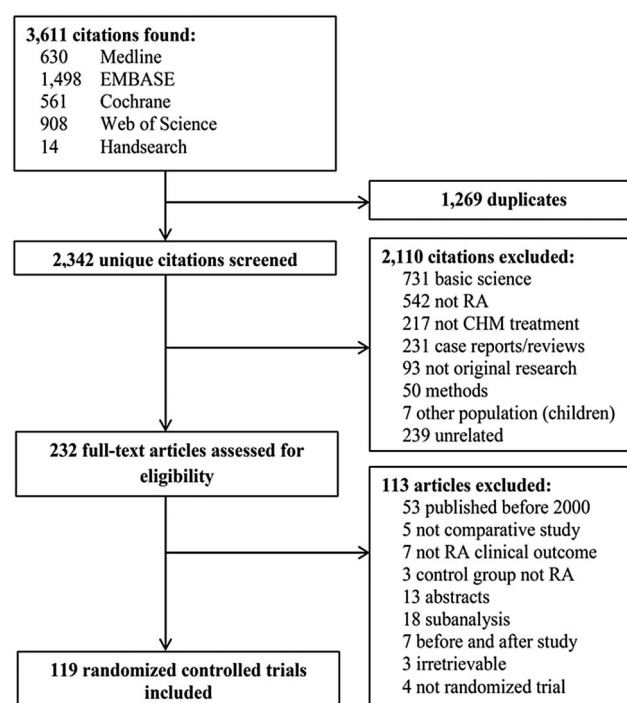 3,611 citations found:
630 Medline
1,498 EMBASE
561 Cochrane
908 Web of Science
14 Handsearch
1,269 duplicates
2,342 unique citations screened
2,110 citations excluded:
731 basic science
542 not RA
217 not CHM treatment
231 case reports/reviews
93 not original research
50 methods
7 other population (children)
239 unrelated
232 full-text articles assessed for
eligibility
113 articles excluded:
53 published before 2000
5 not comparative study
7 not RA clinical outcome
3 control group not RA
13 abstracts
18 subanalysis
7 before and after study
3 irretrievable
4 not randomized trial
119 randomized controlled trials
included